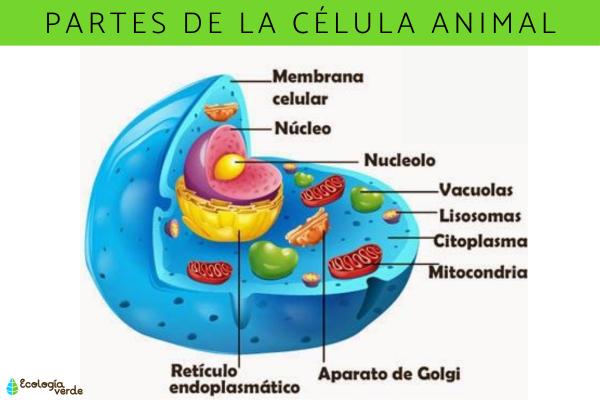 PARTES DE LA CÉLULA ANIMAL
Membrana
celular
Núcleo
Nucleolo
Vacuolas
Lisosomas
Citoplasma
Mitocondria
Retículo
endoplasmático
Aparato de Golgi
Ecología
verde